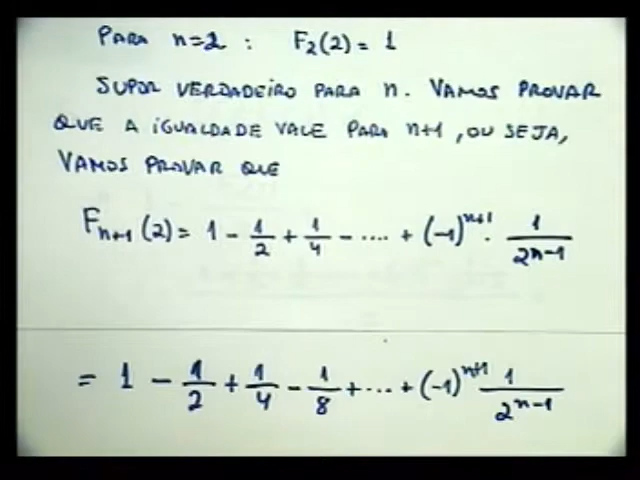 PARA n=2 : F₂(2) = 1
SUPOR VERDADEIRO PARA n. VAMOS PROVAR
QUE A IGUALDADE VALE PARA n+1, OU SEJA,
VAMOS PROVAR QUE
Fₙ₊₁(2) = 1 - 1/2 + 1/4 - .... + (-1)ⁿ⁺¹ . 1/2ⁿ⁻¹
= 1 - 1/2 + 1/4 - 1/8 + ... + (-1)ⁿ⁺¹ 1/2ⁿ⁻¹